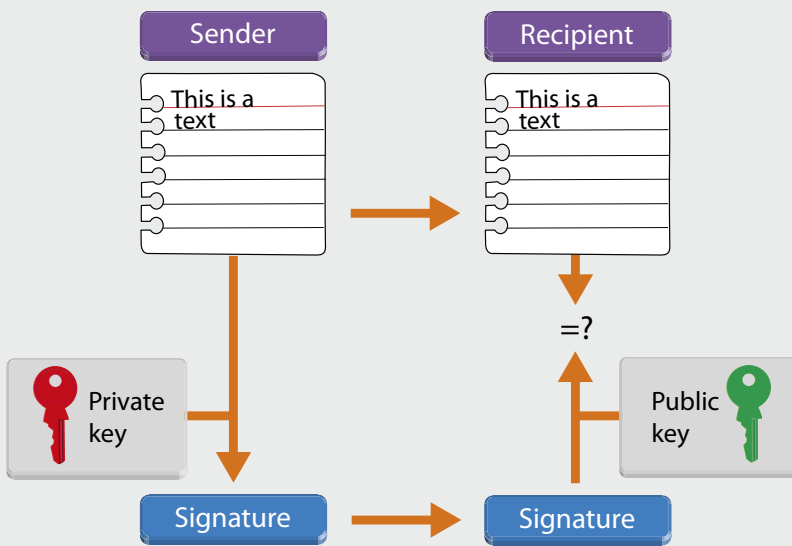 Sender
Recipient
This is a
text
This is a
text
=?
Private
key
Public
key
Signature
Signature